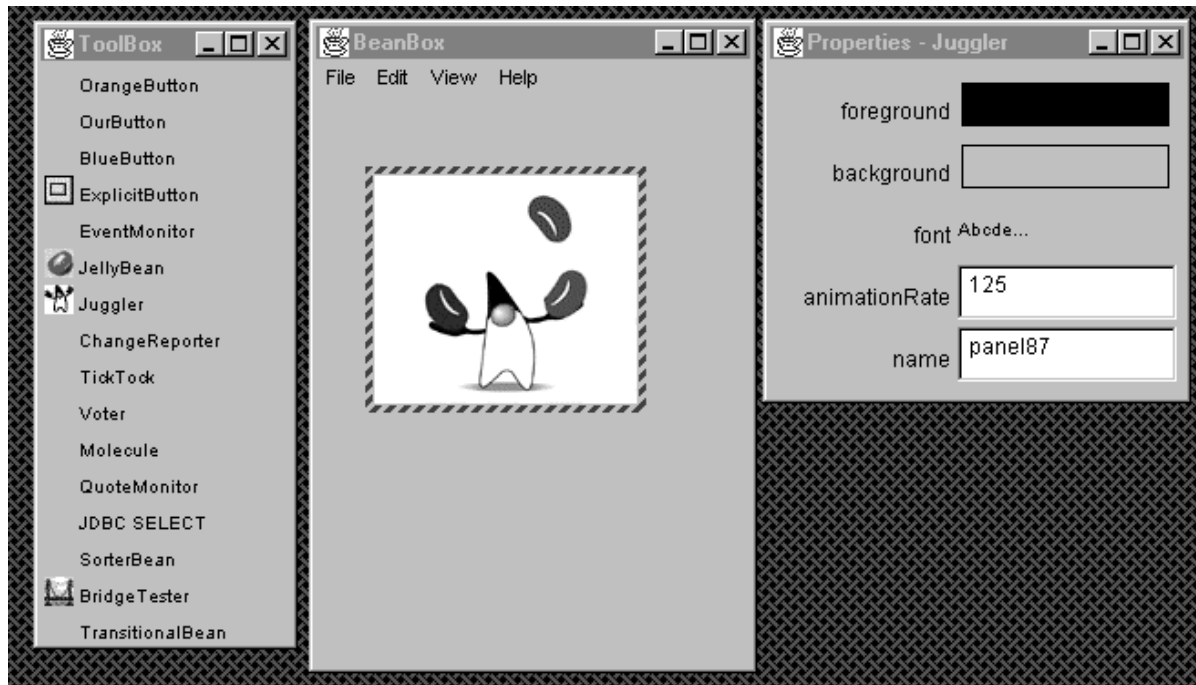 ToolBox
OrangeButton
OurButton
BlueButton
ExplicitButton
EventMonitor
JellyBean
Juggler
ChangeReporter
TickTock
Voter
Molecule
QuoteMonitor
JDBC SELECT
SorterBean
BridgeTester
TransitionalBean
BeanBox
File Edit View Help
Properties - Juggler
foreground
background
font Abcde...
animationRate 125
name panel87